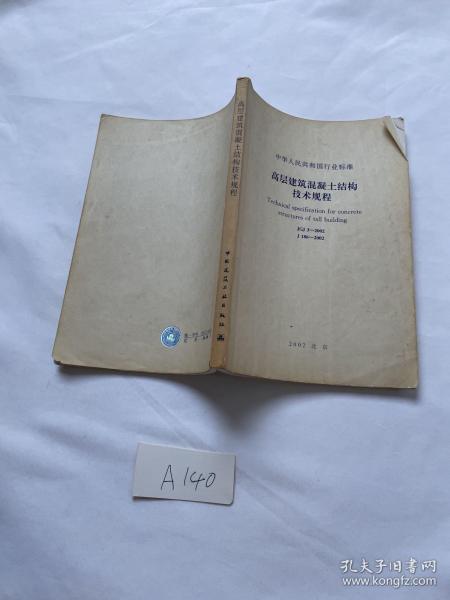 中华人民共和国行业标准
高层建筑混凝土结构
技术规程
Technical specification for concrete
structures of tall building
JGJ 3—2002
J 186—2002
2002 北京
高层建筑混凝土结构技术规程
中国建筑工业出版社
A140
孔夫子旧书网
www.kongfz.com